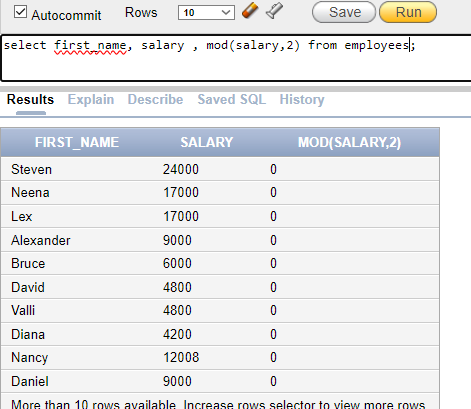 Autocommit Rows 10 Save Run
select first_name, salary , mod(salary,2) from employees;
Results Explain Describe Saved SQL History
FIRST_NAME SALARY MOD(SALARY,2)
Steven 24000 0
Neena 17000 0
Lex 17000 0
Alexander 9000 0
Bruce 6000 0
David 4800 0
Valli 4800 0
Diana 4200 0
Nancy 12008 0
Daniel 9000 0
More than 10 rows available. Increase rows selector to view more rows